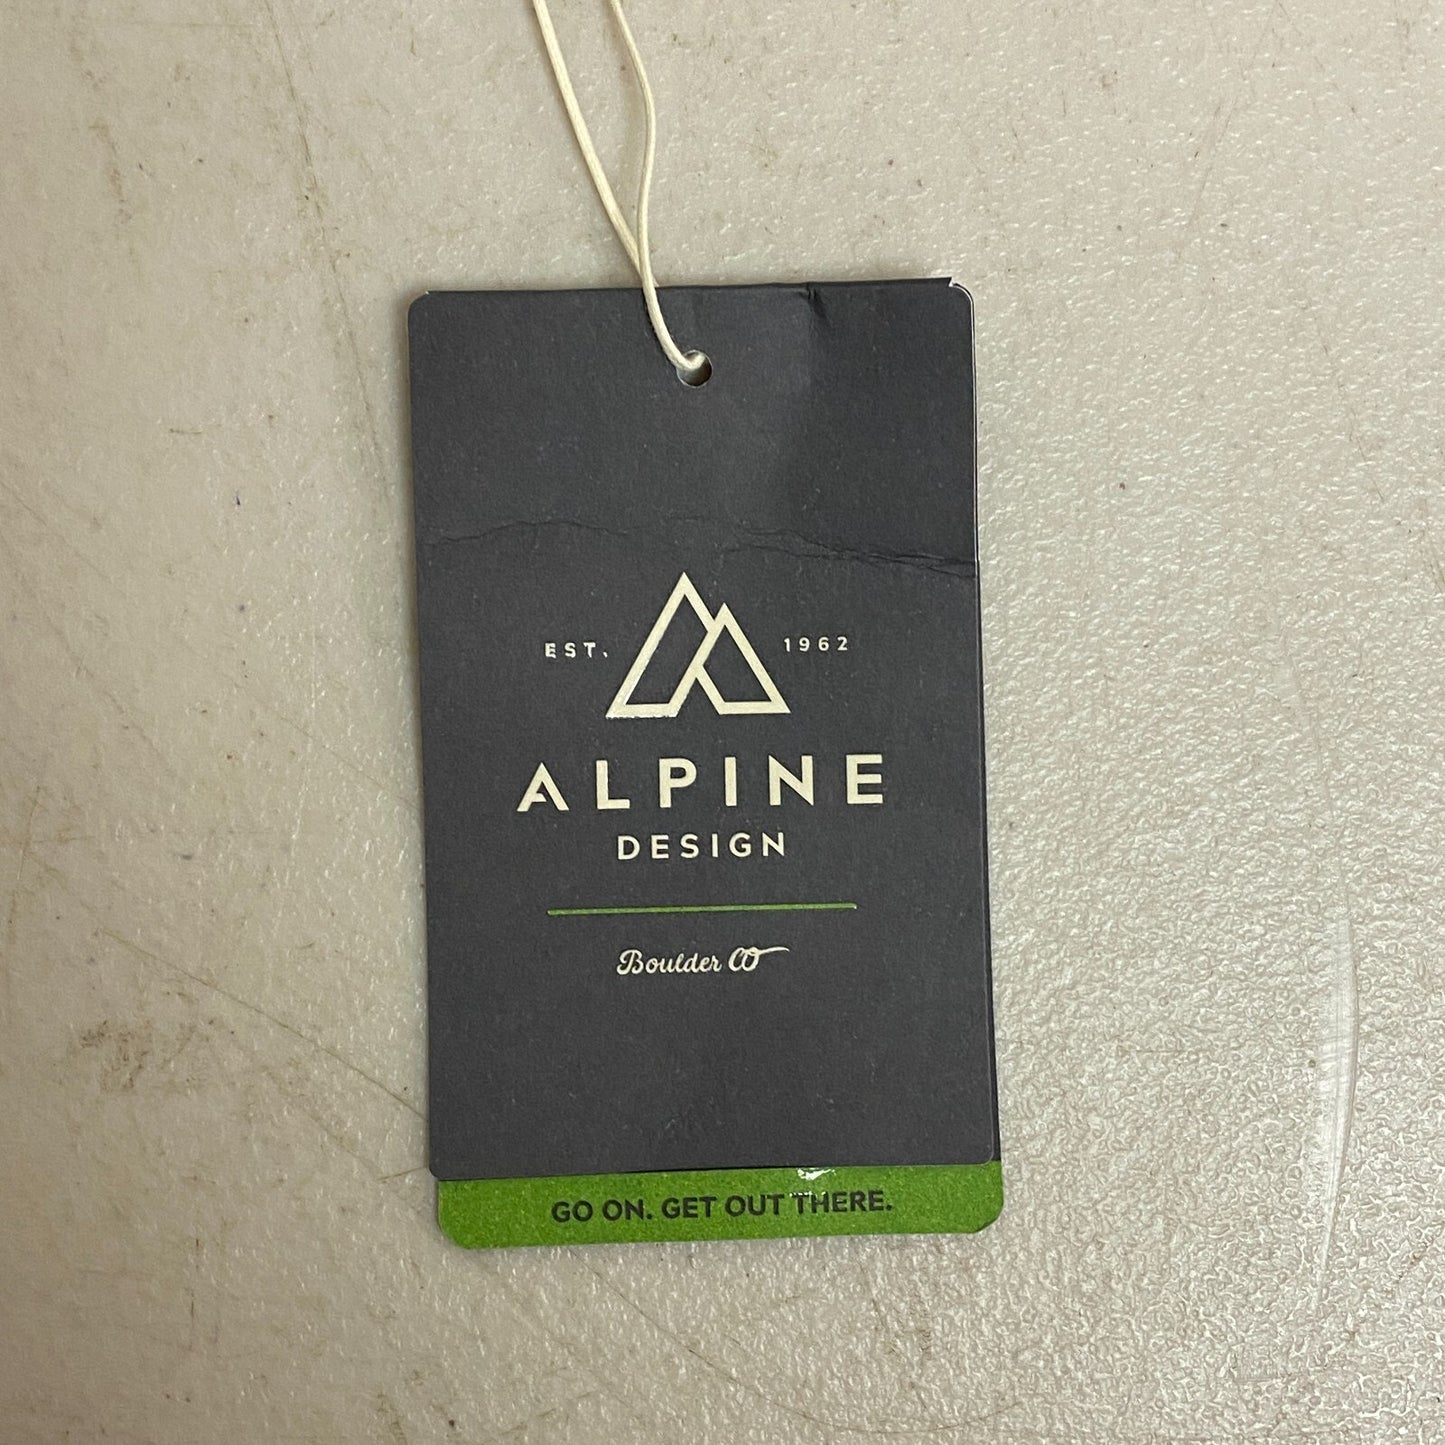 EST. 1962
ALPINE
DESIGN
Boulder CO
GO ON. GET OUT THERE.